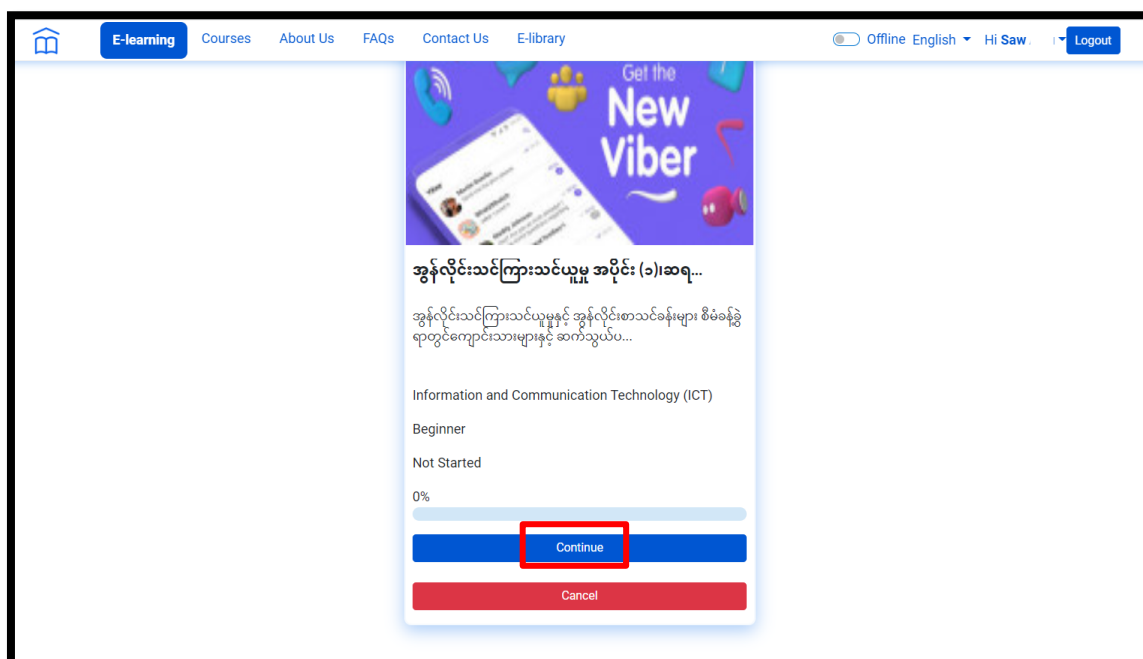 E-learning Courses About Us FAQs Contact Us E-library Offline English Hi Saw Logout
Get the
New
Viber
အွန်လိုင်းသင်ကြားသင်ယူမှု အပိုင်း (၁)၊ဆရ...
အွန်လိုင်းသင်ကြားသင်ယူမှုနှင့် အွန်လိုင်းစာသင်ခန်းများ စီမံခန့်ခွဲ
ရာတွင်ကျောင်းသားများနှင့် ဆက်သွယ်ပ...
Information and Communication Technology (ICT)
Beginner
Not Started
0%
Continue
Cancel